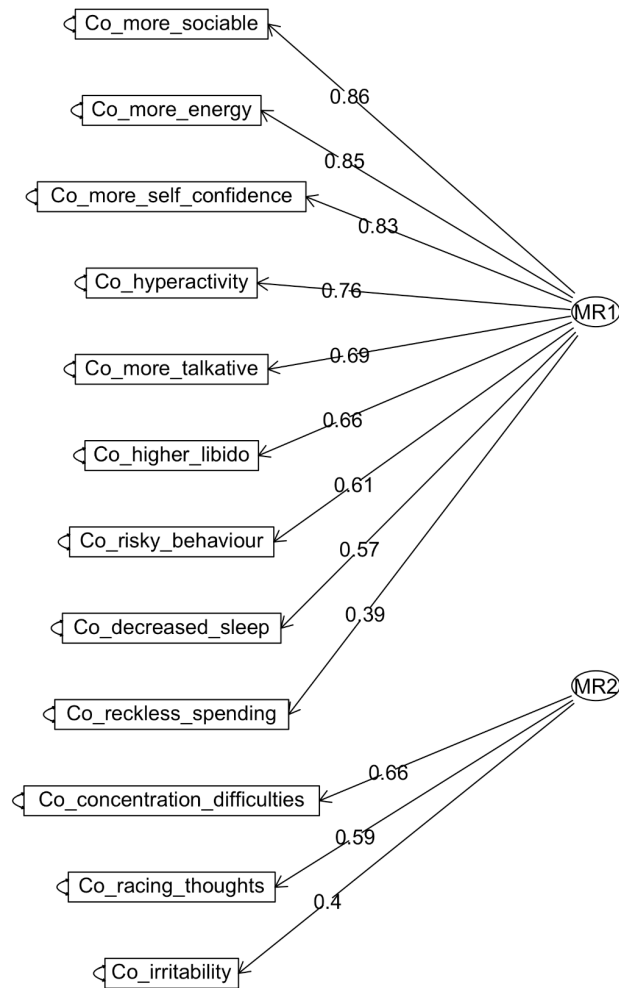 Co_more_sociable
0.86
Co_more_energy
0.85
Co_more_self_confidence
0.83
Co_hyperactivity
0.76
MR1
Co_more_talkative
0.69
Co_higher_libido
0.66
Co_risky_behaviour
0.61
Co_decreased_sleep
0.57
Co_reckless_spending
0.39
MR2
Co_concentration_difficulties
0.66
Co_racing_thoughts
0.59
Co_irritability
0.4